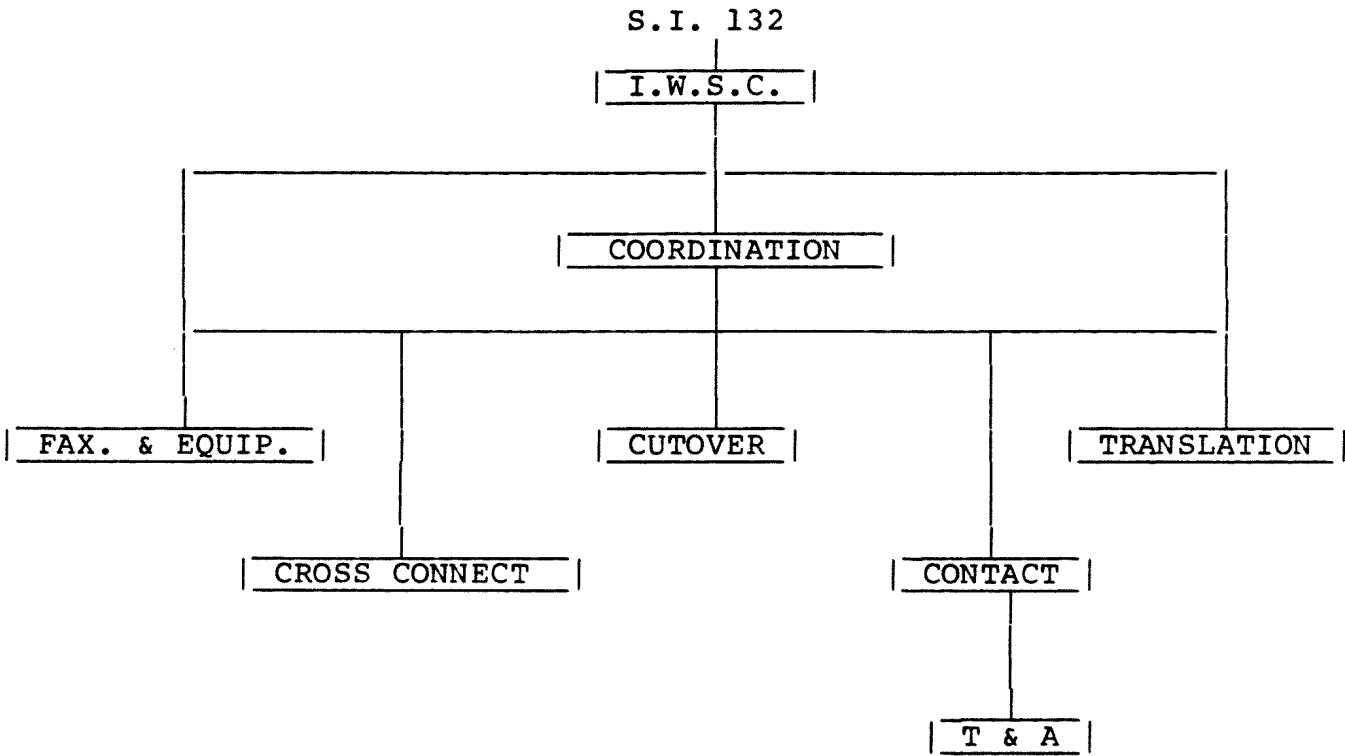 S.I. 132
I.W.S.C.
COORDINATION
FAX. & EQUIP.
CUTOVER
TRANSLATION
CROSS CONNECT
CONTACT
T & A